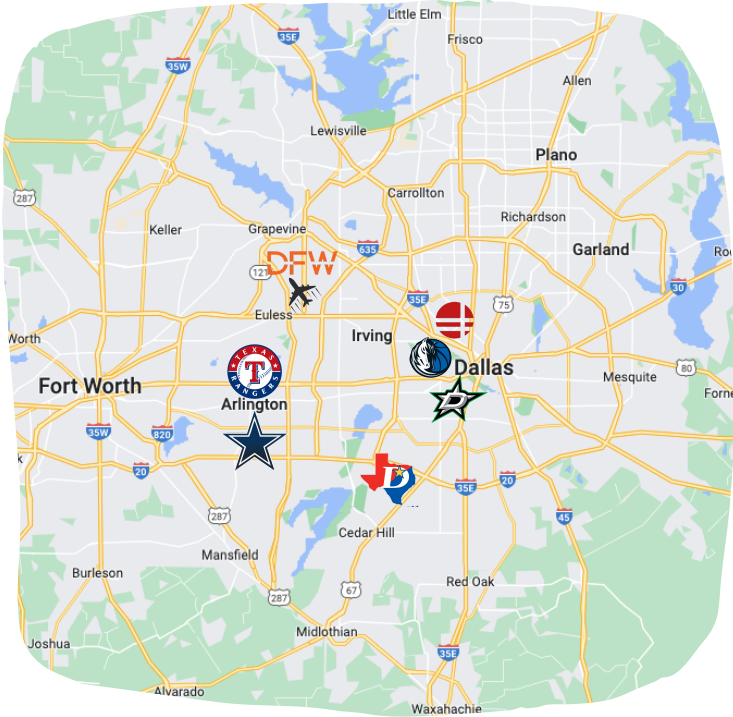 Little Elm
35E
Frisco
35W
Allen
Lewisville
Plano
287
Carrollton
Richardson
Keller
Grapevine
635
Garland
Ro
DFW
121
30
35E
75
Euless
Irving
Worth
TEXAS
T
RANGERS
Dallas
80
Mesquite
Fort Worth
Forne
Arlington
D
35W
820
k
20
D
35E
20
287
45
Cedar Hill
Mansfield
Burleson
Red Oak
67
287
Midlothian
Joshua
35E
Alvarado
Waxahachie